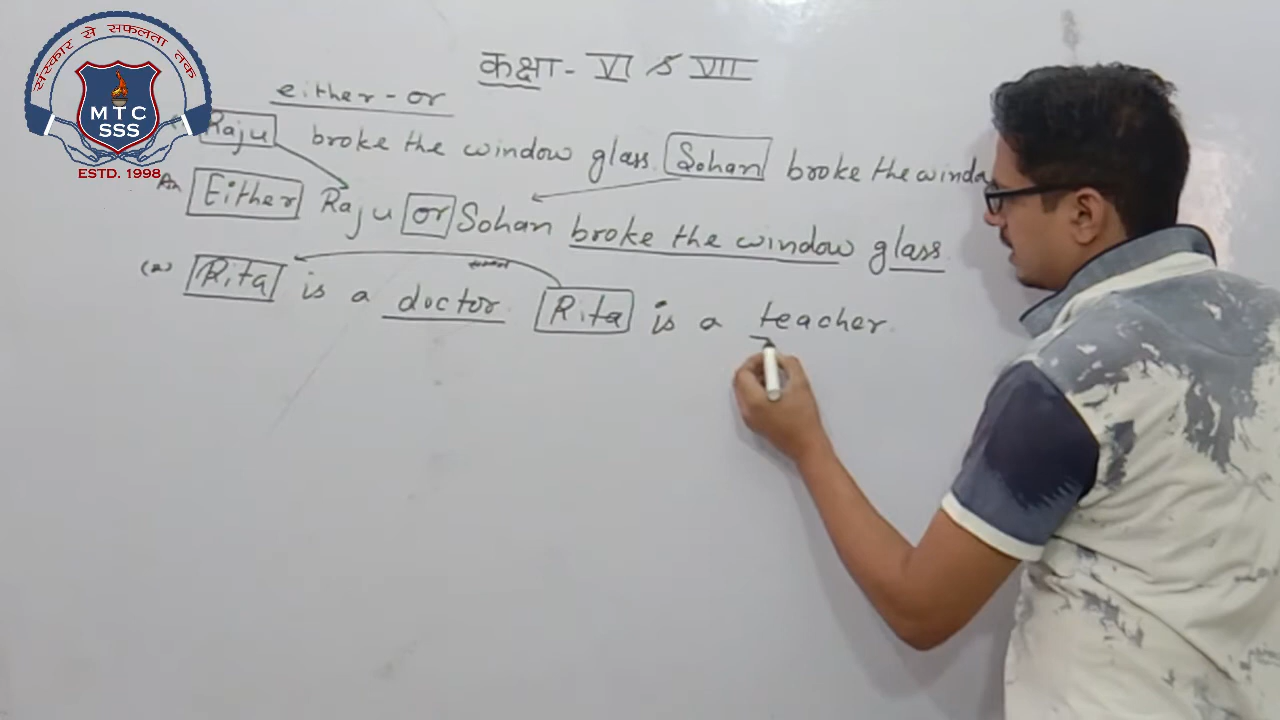 संस्कार से सफलता तक
MTC
SSS
ESTD. 1998
कक्षा - VI & VII
either - or
Raju broke the window glass. Sohan broke the windo
An Either Raju or Sohan broke the window glass.
Rita is a doctor. Rita is a teacher.